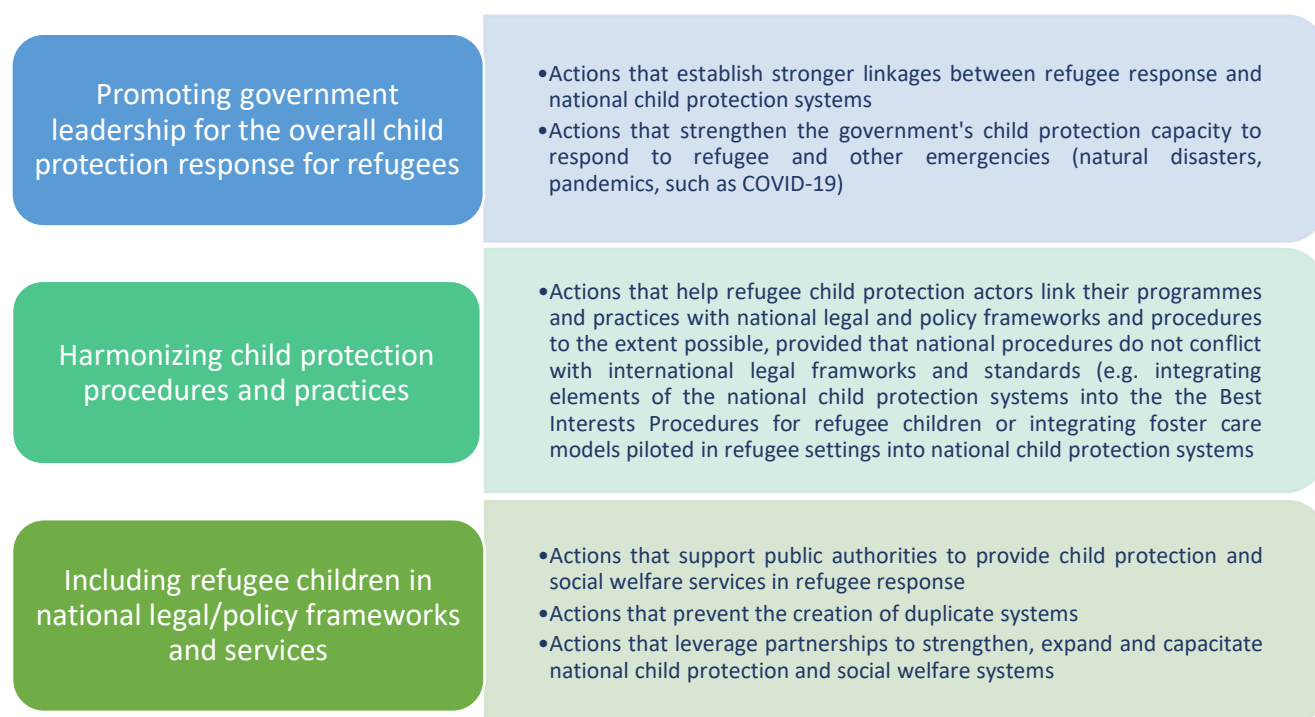 Promoting government
leadership for the overall child
protection response for refugees
•Actions that establish stronger linkages between refugee response and
national child protection systems
•Actions that strengthen the government's child protection capacity to
respond to refugee and other emergencies (natural disasters,
pandemics, such as COVID-19)
Harmonizing child protection
procedures and practices
•Actions that help refugee child protection actors link their programmes
and practices with national legal and policy frameworks and procedures
to the extent possible, provided that national procedures do not conflict
with international legal framworks and standards (e.g. integrating
elements of the national child protection systems into the the Best
Interests Procedures for refugee children or integrating foster care
models piloted in refugee settings into national child protection systems
Including refugee children in
national legal/policy frameworks
and services
•Actions that support public authorities to provide child protection and
social welfare services in refugee response
•Actions that prevent the creation of duplicate systems
•Actions that leverage partnerships to strengthen, expand and capacitate
national child protection and social welfare systems